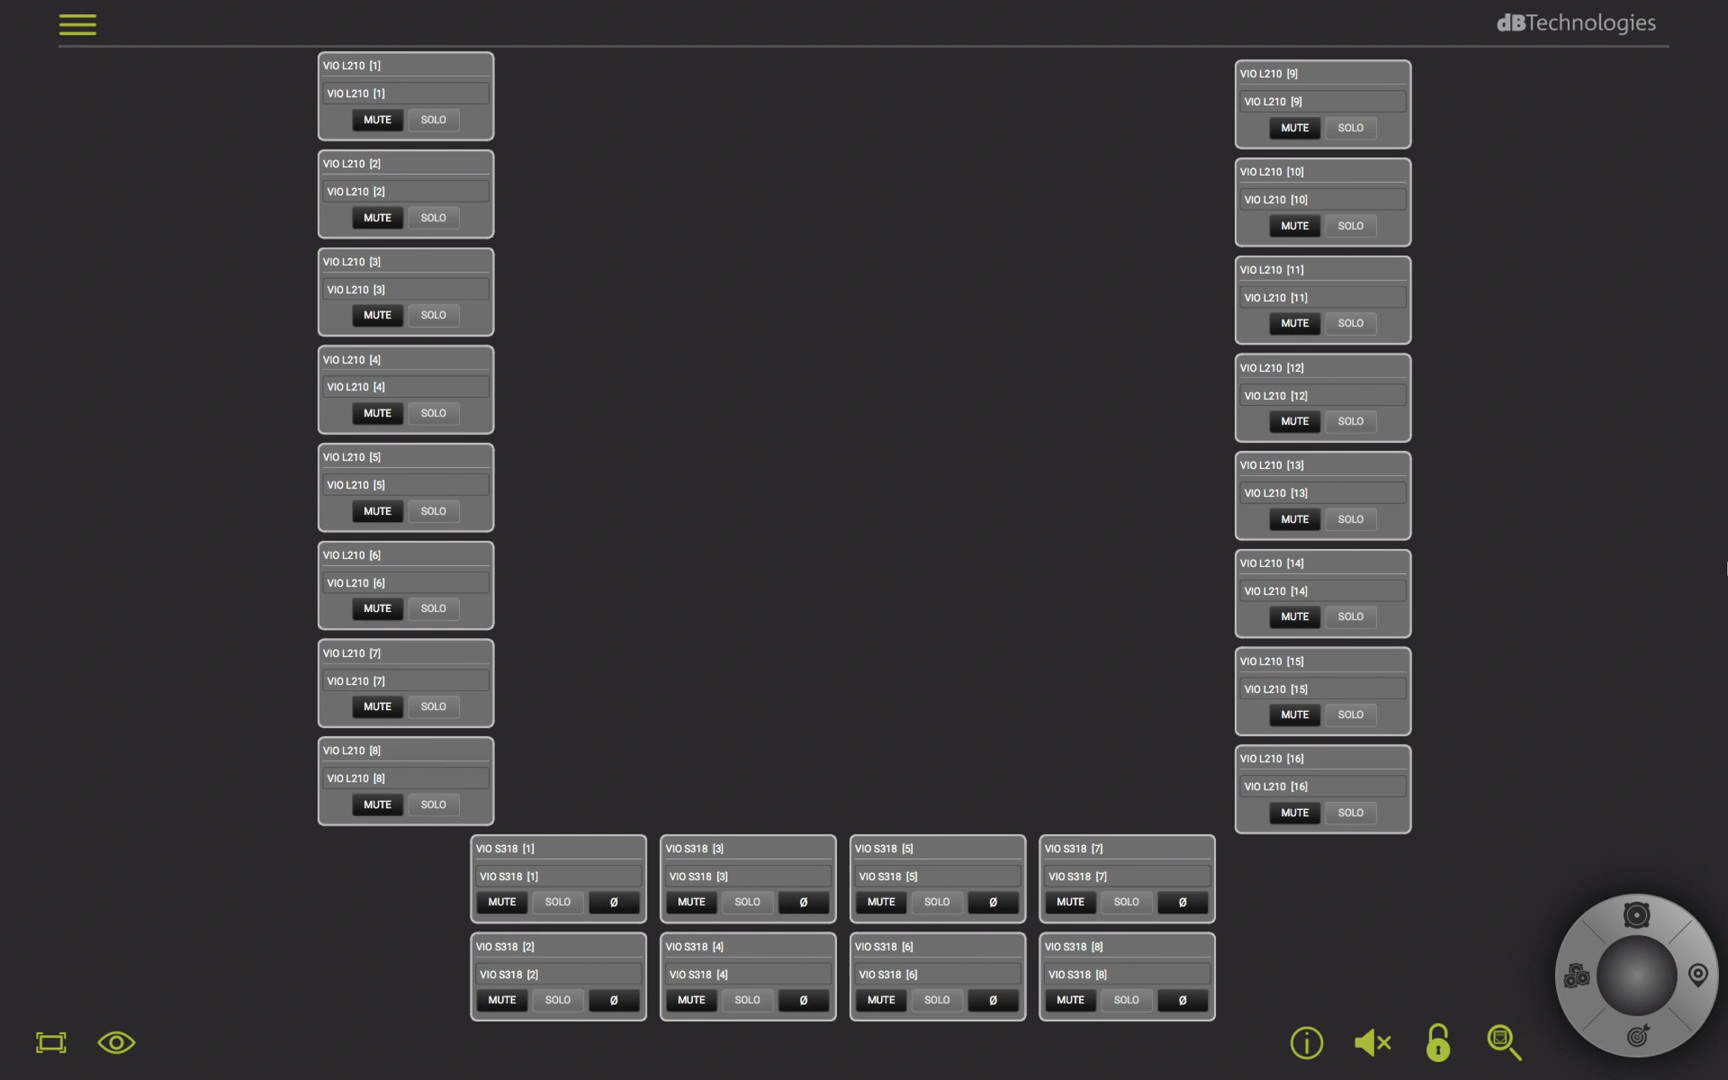 dBTechnologies
VIO L210 [1]
VIO L210 [1]
MUTE SOLO
VIO L210 [2]
VIO L210 [2]
MUTE SOLO
VIO L210 [3]
VIO L210 [3]
MUTE SOLO
VIO L210 [4]
VIO L210 [4]
MUTE SOLO
VIO L210 [5]
VIO L210 [5]
MUTE SOLO
VIO L210 [6]
VIO L210 [6]
MUTE SOLO
VIO L210 [7]
VIO L210 [7]
MUTE SOLO
VIO L210 [8]
VIO L210 [8]
MUTE SOLO
VIO L210 [9]
VIO L210 [9]
MUTE SOLO
VIO L210 [10]
VIO L210 [10]
MUTE SOLO
VIO L210 [11]
VIO L210 [11]
MUTE SOLO
VIO L210 [12]
VIO L210 [12]
MUTE SOLO
VIO L210 [13]
VIO L210 [13]
MUTE SOLO
VIO L210 [14]
VIO L210 [14]
MUTE SOLO
VIO L210 [15]
VIO L210 [15]
MUTE SOLO
VIO L210 [16]
VIO L210 [16]
MUTE SOLO
VIO S318 [1]
VIO S318 [1]
MUTE SOLO Ø
VIO S318 [3]
VIO S318 [3]
MUTE SOLO Ø
VIO S318 [5]
VIO S318 [5]
MUTE SOLO Ø
VIO S318 [7]
VIO S318 [7]
MUTE SOLO Ø
VIO S318 [2]
VIO S318 [2]
MUTE SOLO Ø
VIO S318 [4]
VIO S318 [4]
MUTE SOLO Ø
VIO S318 [6]
VIO S318 [6]
MUTE SOLO Ø
VIO S318 [8]
VIO S318 [8]
MUTE SOLO Ø